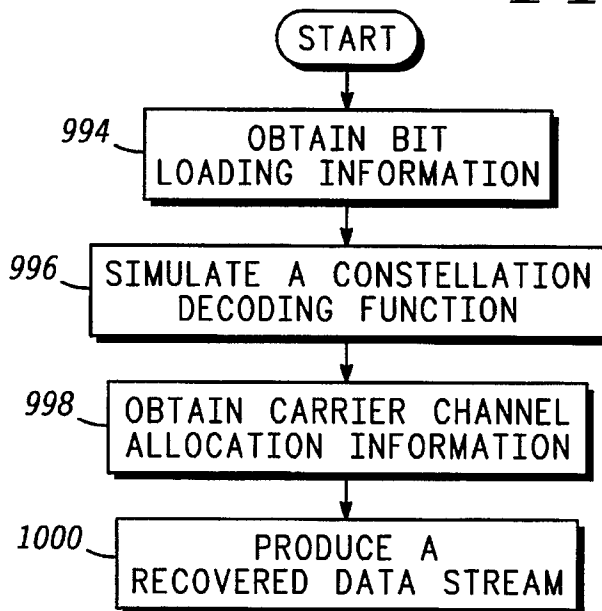 START
994
OBTAIN BIT
LOADING INFORMATION
996
SIMULATE A CONSTELLATION
DECODING FUNCTION
998
OBTAIN CARRIER CHANNEL
ALLOCATION INFORMATION
1000
PRODUCE A
RECOVERED DATA STREAM